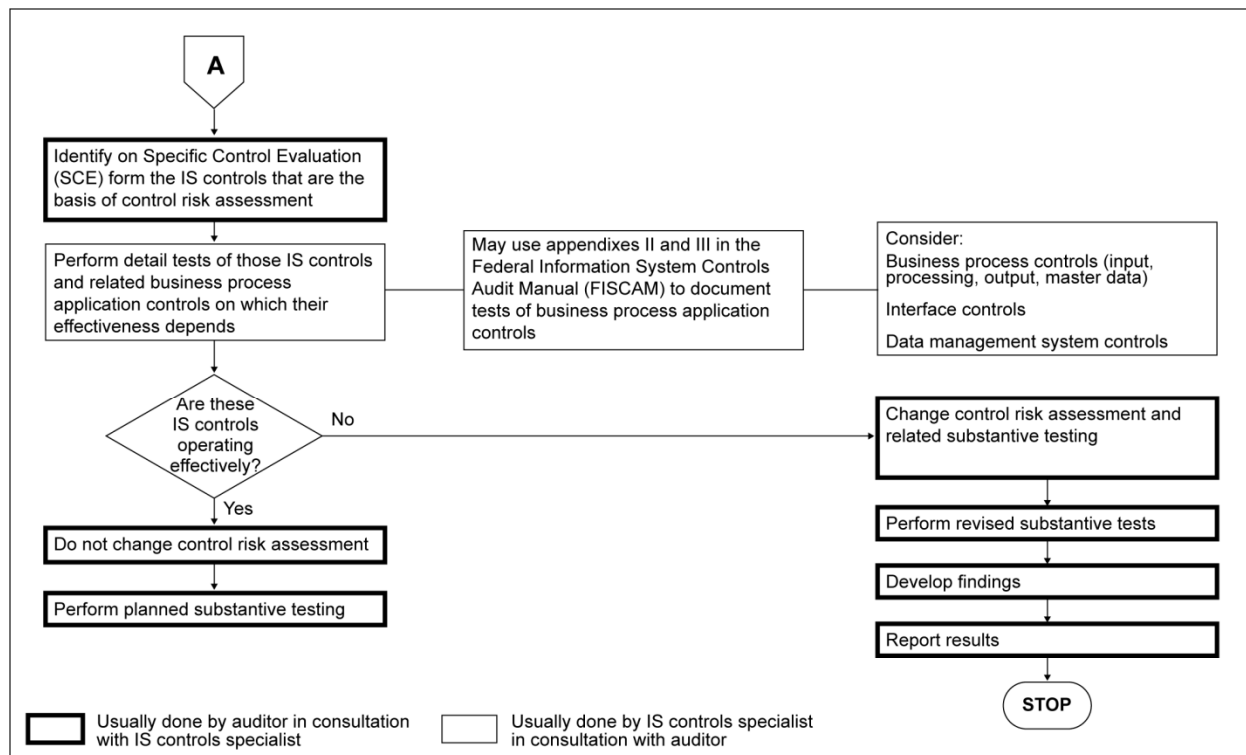 A
Identify on Specific Control Evaluation
(SCE) form the IS controls that are the
basis of control risk assessment
Perform detail tests of those IS controls
and related business process
application controls on which their
effectiveness depends
May use appendixes II and III in the
Federal Information System Controls
Audit Manual (FISCAM) to document
tests of business process application
controls
Consider:
Business process controls (input,
processing, output, master data)
Interface controls
Data management system controls
Are these
IS controls
operating
effectively?
No
Yes
Change control risk assessment and
related substantive testing
Do not change control risk assessment
Perform planned substantive testing
Perform revised substantive tests
Develop findings
Report results
STOP
Usually done by auditor in consultation
with IS controls specialist
Usually done by IS controls specialist
in consultation with auditor